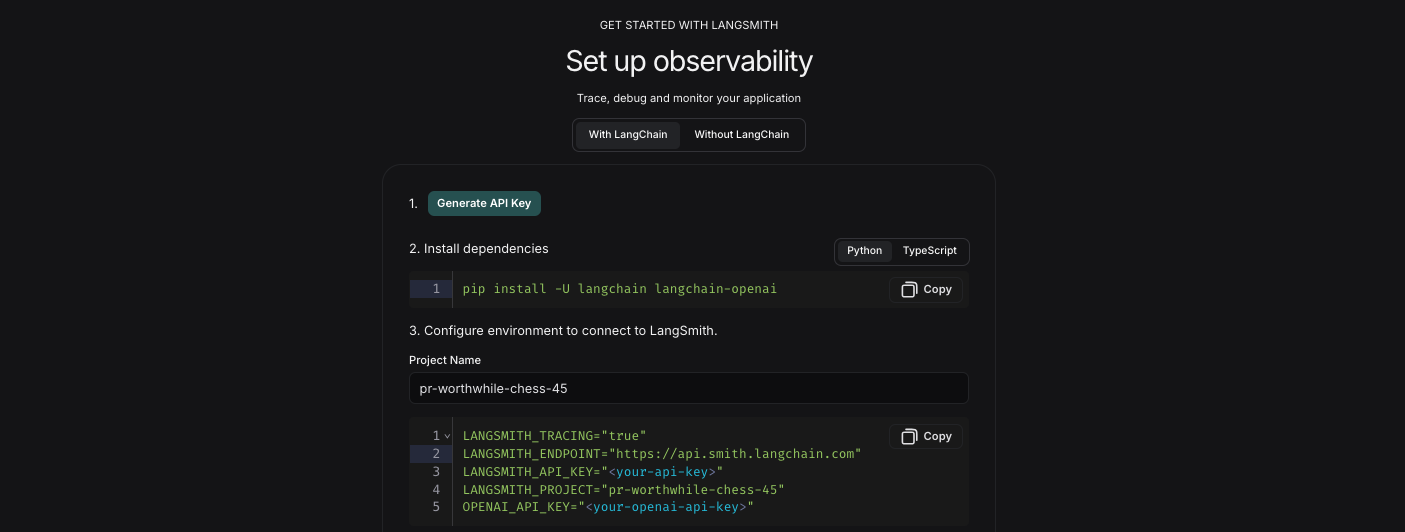 GET STARTED WITH LANGSMITH
Set up observability
Trace, debug and monitor your application
With LangChain Without LangChain
1. Generate API Key
2. Install dependencies Python TypeScript
1 pip install -U langchain langchain-openai Copy
3. Configure environment to connect to LangSmith.
Project Name
pr-worthwhile-chess-45
1 LANGSMITH_TRACING="true" Copy
2 LANGSMITH_ENDPOINT="https://api.smith.langchain.com"
3 LANGSMITH_API_KEY="<your-api-key>"
4 LANGSMITH_PROJECT="pr-worthwhile-chess-45"
5 OPENAI_API_KEY="<your-openai-api-key>"